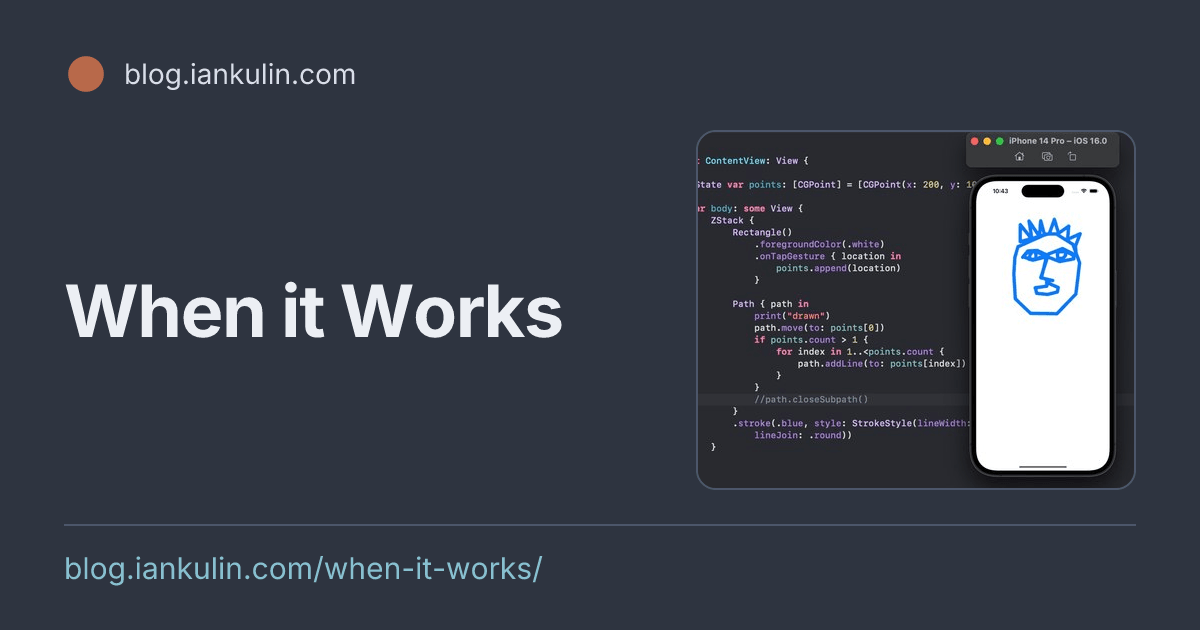 blog.iankulin.com
When it Works
: ContentView: View {
State var points: [CGPoint] = [CGPoint(x: 200, y: 10
ar body: some View {
ZStack {
Rectangle()
.foregroundColor(.white)
.onTapGesture { location in
points.append(location)
}
Path { path in
print("drawn")
path.move(to: points[0])
if points.count > 1 {
for index in 1..<points.count {
path.addLine(to: points[index])
}
}
//path.closeSubpath()
}
.stroke(.blue, style: StrokeStyle(lineWidth:
lineJoin: .round))
}
iPhone 14 Pro – iOS 16.0
10:43
blog.iankulin.com/when-it-works/